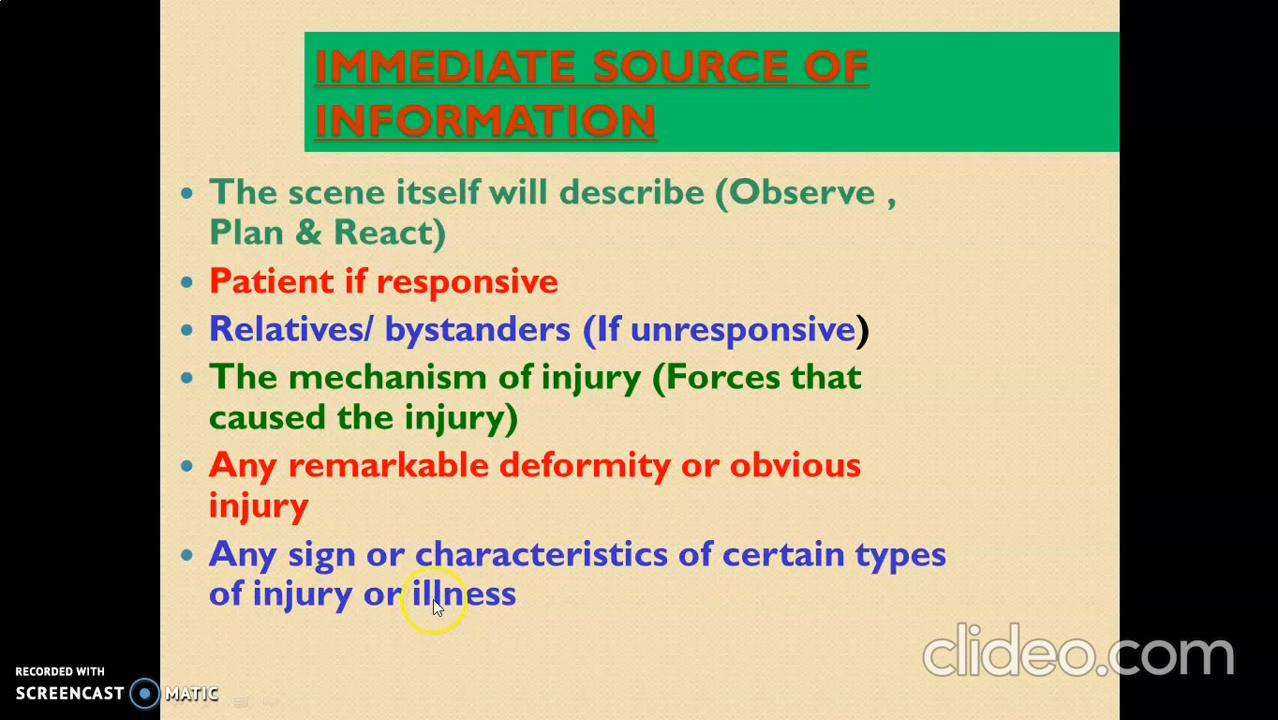 IMMEDIATE SOURCE OF
INFORMATION
• The scene itself will describe (Observe ,
Plan & React)
• Patient if responsive
• Relatives/ bystanders (If unresponsive)
• The mechanism of injury (Forces that
caused the injury)
• Any remarkable deformity or obvious
injury
• Any sign or characteristics of certain types
of injury or illness
clideo.com
RECORDED WITH
SCREENCAST MATIC